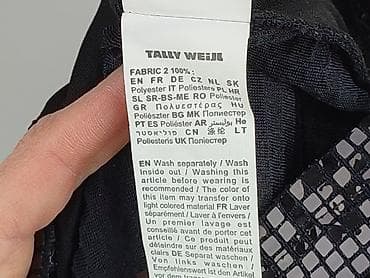 TALLY WEiJL
FABRIC 2 100% :
EN FR DE CZ NL SK
Polyester IT Poliestere PL HR
SL SR-BS-ME RO Poliester
GR Πολυεστέρας HU
Poliészter BG MK Полиестер
PT ES Poliéster AR بوليستر He
פוליאסטר CN 涤纶 LT
Poliesteris UK Поліестер
EN Wash separately / Wash
inside out / Washing this
article before wearing is
recommended / The color of
this item may transfer onto
light colored material FR Laver
séparément / Laver à l'envers /
Un premier lavage est
conseillé avant de porter cet
article / Ce produit peut
déteindre sur des matériaux
clairs DE Separat waschen /
Von links waschen /
Empfehlenswert ist den Artikel